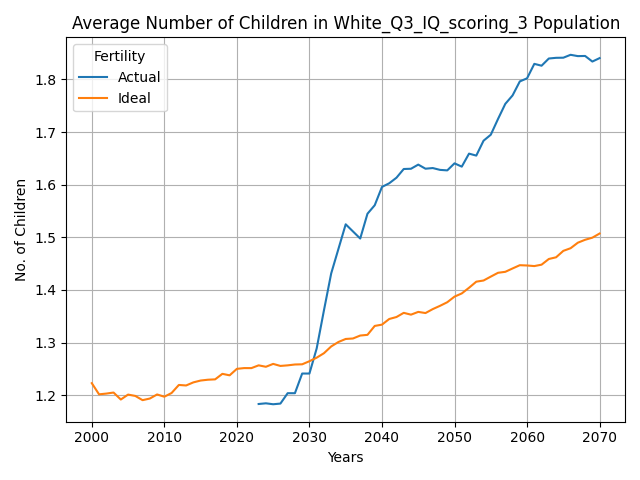 Average Number of Children in White_Q3_IQ_scoring_3 Population
Fertility
Actual
Ideal
No. of Children
1.8
1.7
1.6
1.5
1.4
1.3
1.2
2000 2010 2020 2030 2040 2050 2060 2070
Years